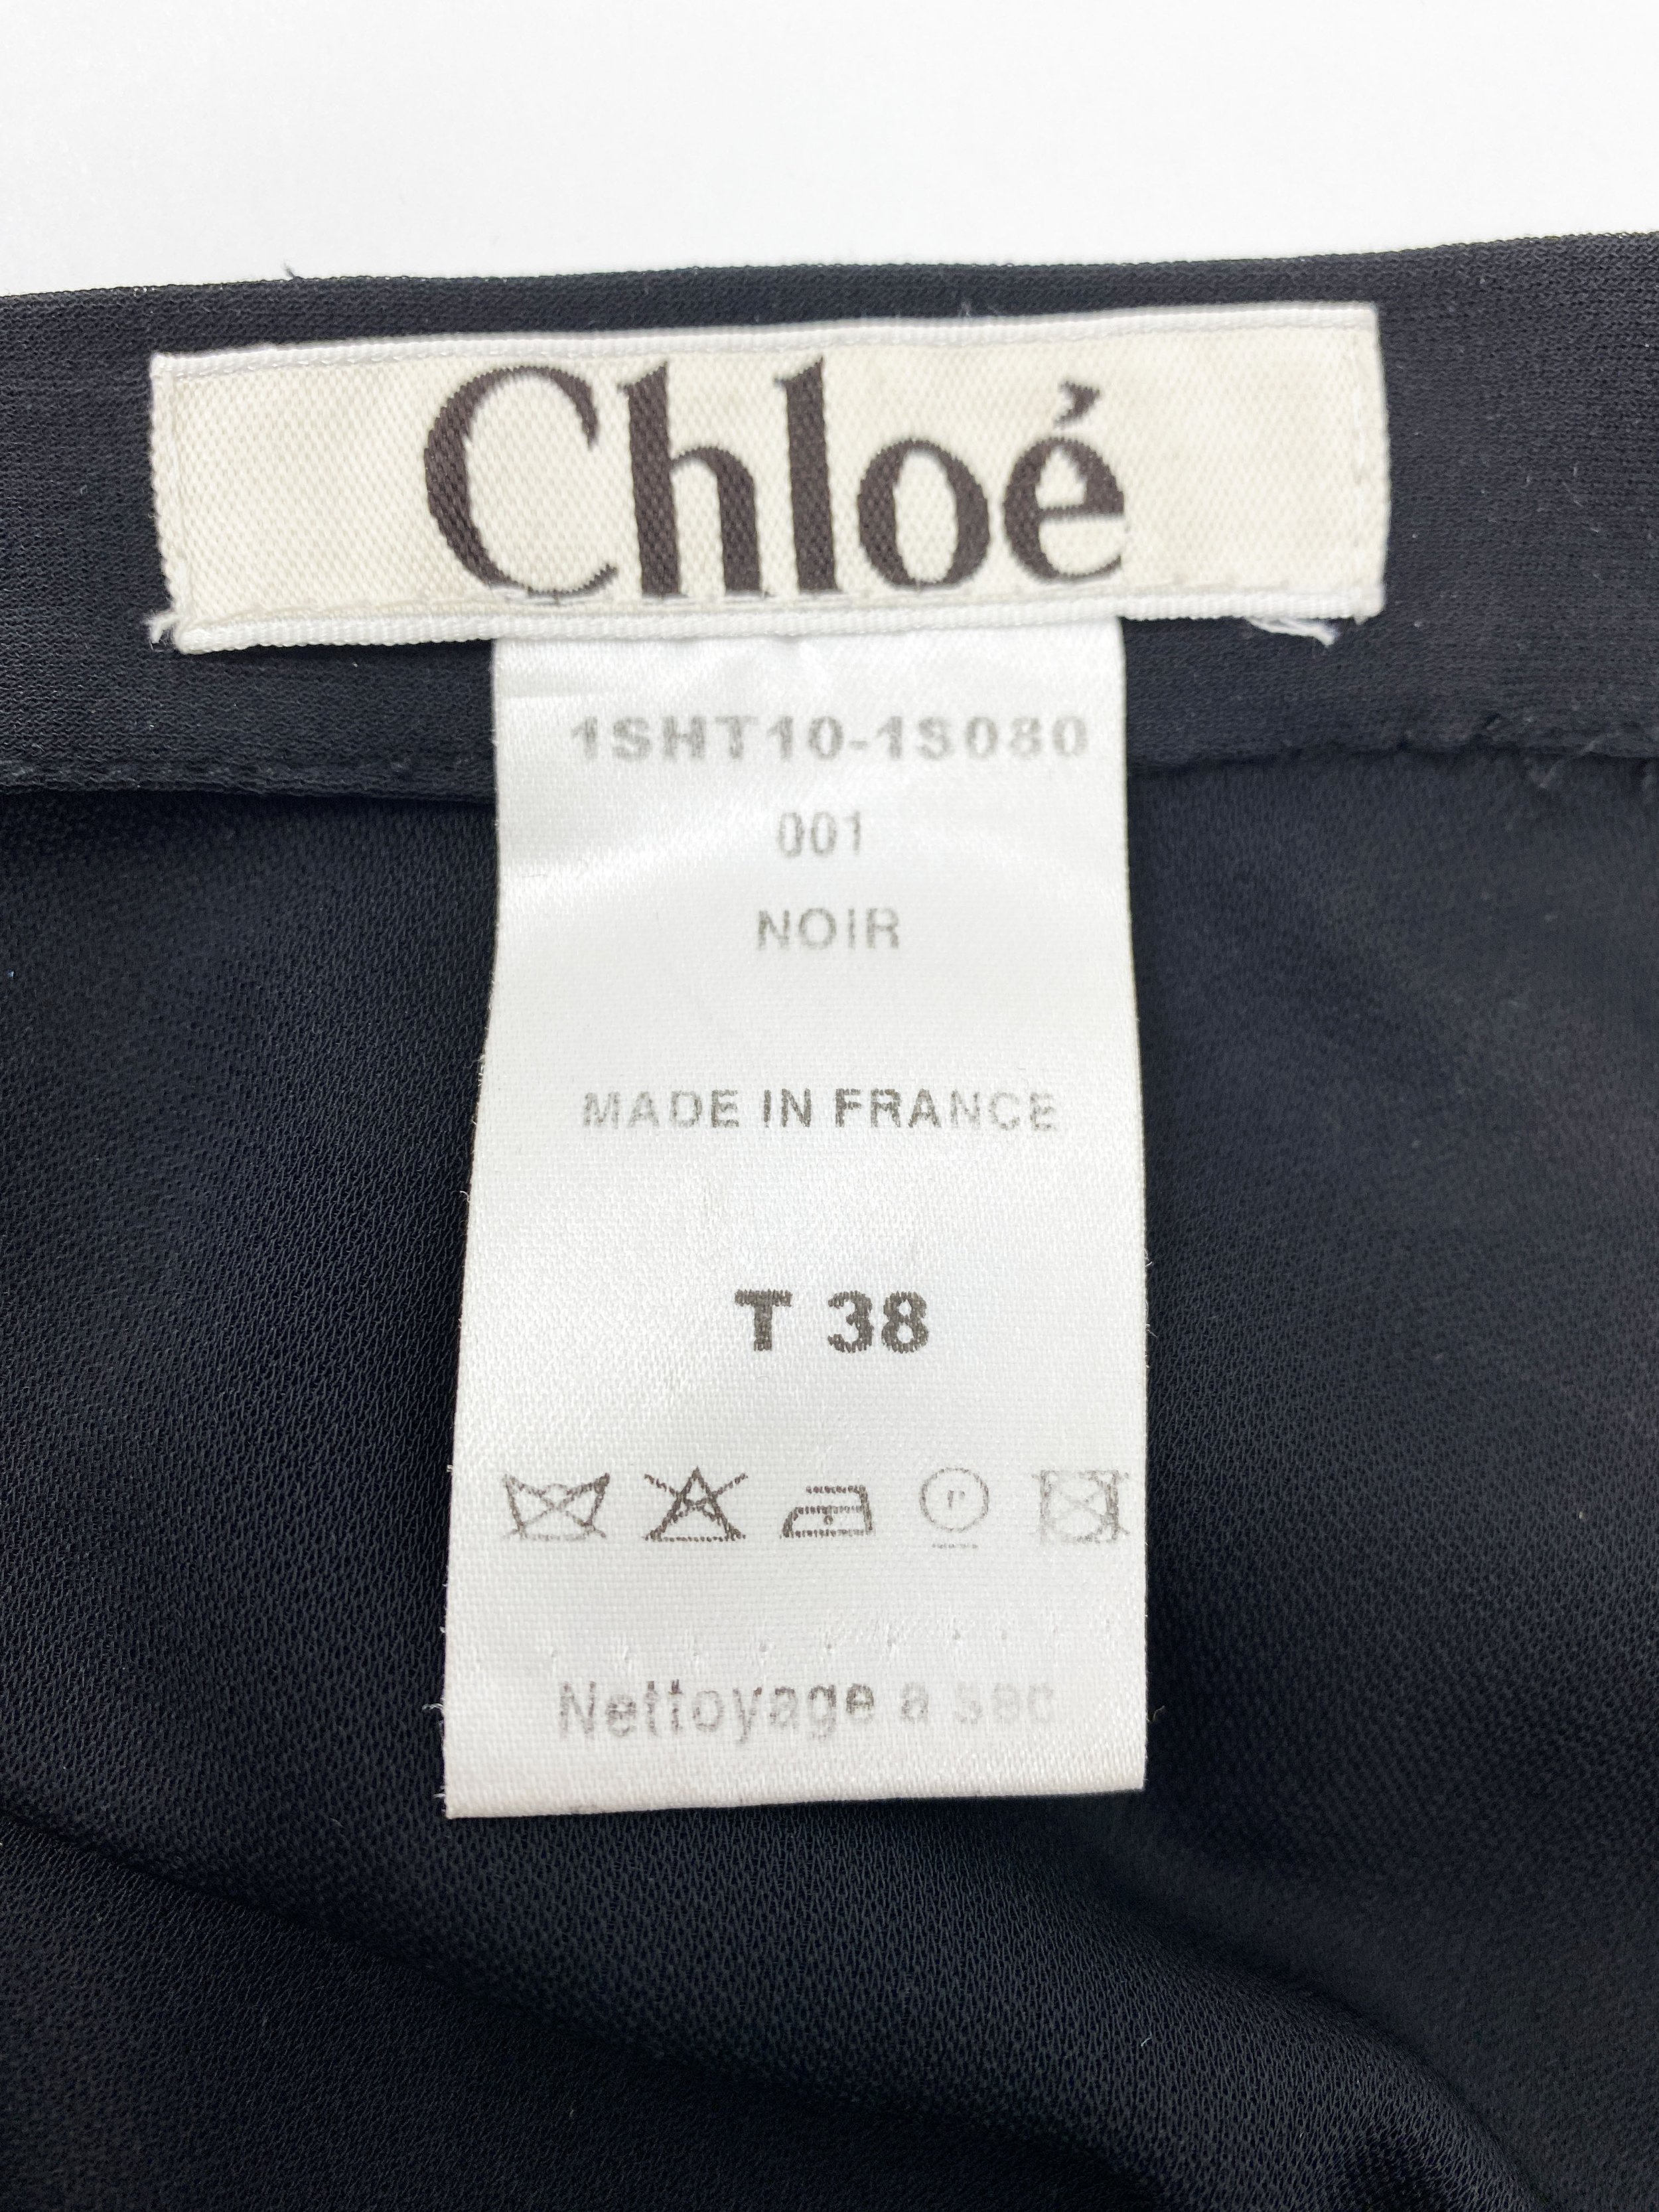 Chloé
1SHT10-1S080
001
NOIR
MADE IN FRANCE
T 38
P
Nettoyage a sec